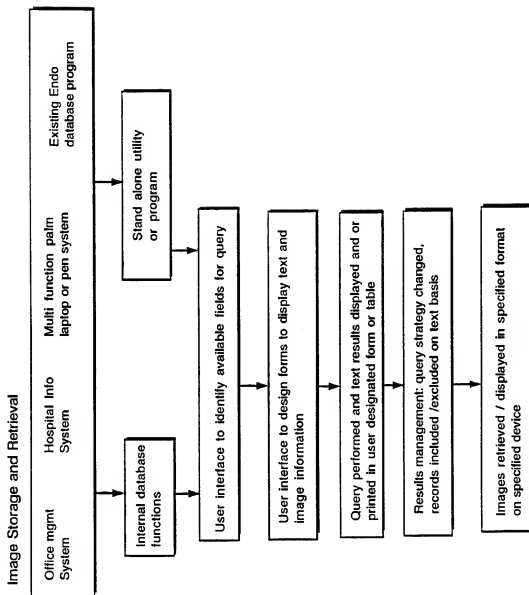 Image Storage and Retrieval
Office mgmt
System
Hospital Info
System
Multi function palm
laptop or pen system
Existing Endo
database program
Internal database
functions
Stand alone utility
or program
User interface to identify available fields for query
User interface to design forms to display text and
image information
Query performed and text results displayed and or
printed in user designated form or table
Results management: query strategy changed,
records included /excluded on text basis
Images retrieved / displayed in specified format
on specified device